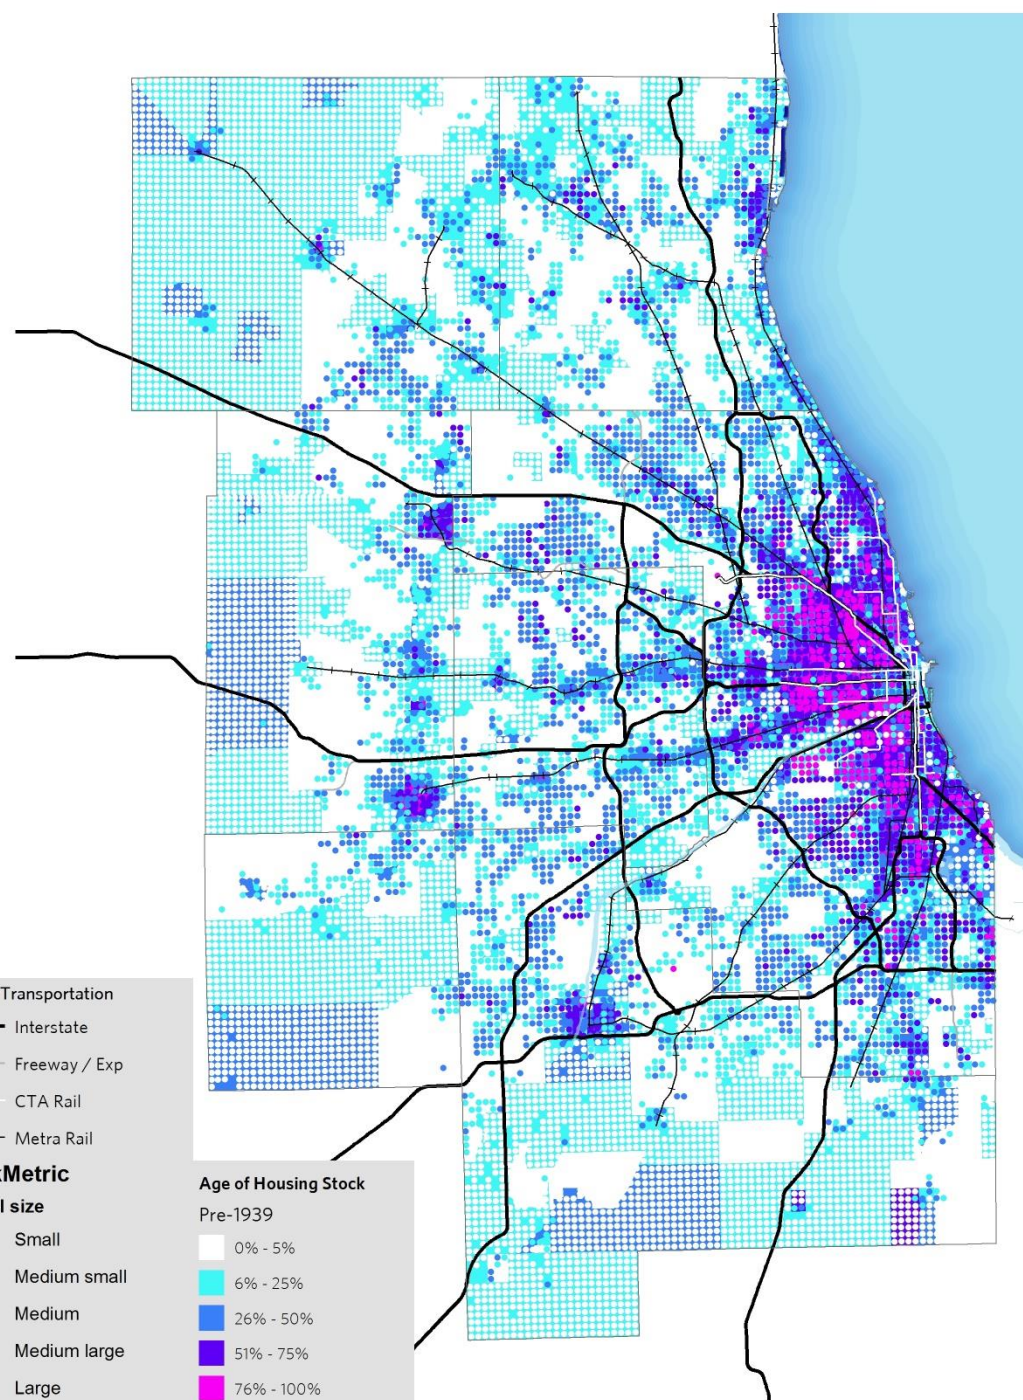 Transportation
Interstate
Freeway / Exp
CTA Rail
Metra Rail
Metric
size
Small
Medium small
Medium
Medium large
Large
Age of Housing Stock
Pre-1939
0% - 5%
6% - 25%
26% - 50%
51% - 75%
76% - 100%